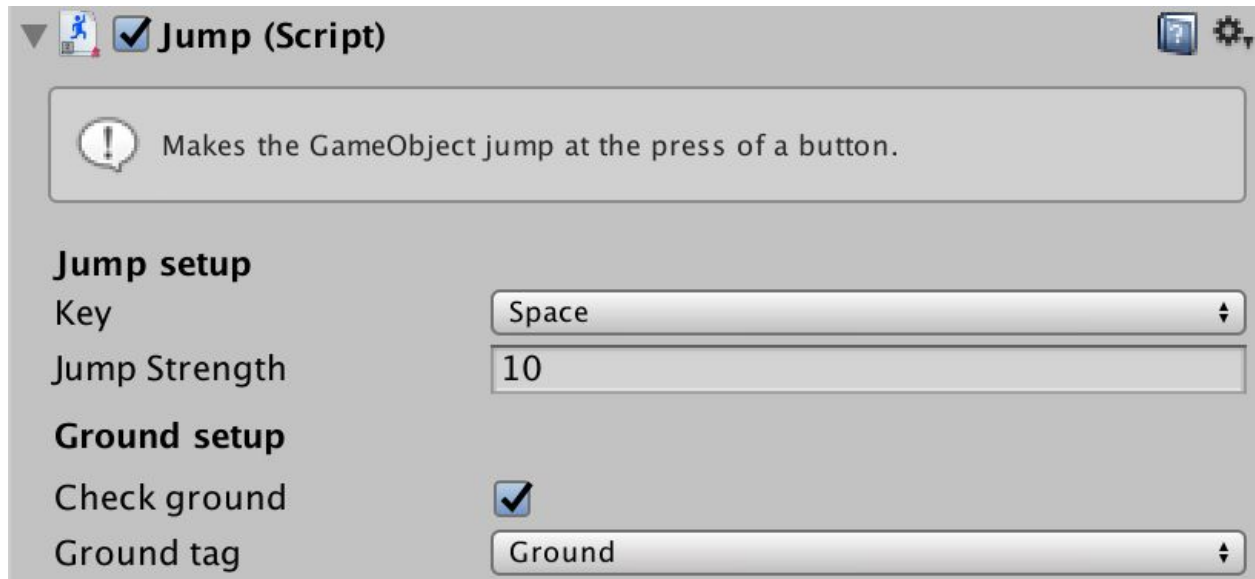 Jump (Script)
Makes the GameObject jump at the press of a button.
Jump setup
Key Space
Jump Strength 10
Ground setup
Check ground
Ground tag Ground